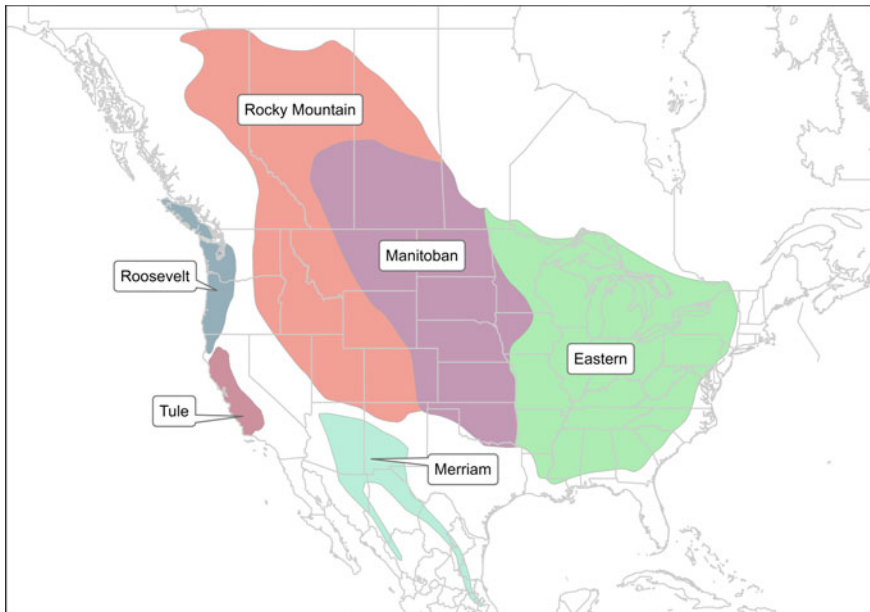 Rocky Mountain
Manitoban
Roosevelt
Eastern
Tule
Merriam